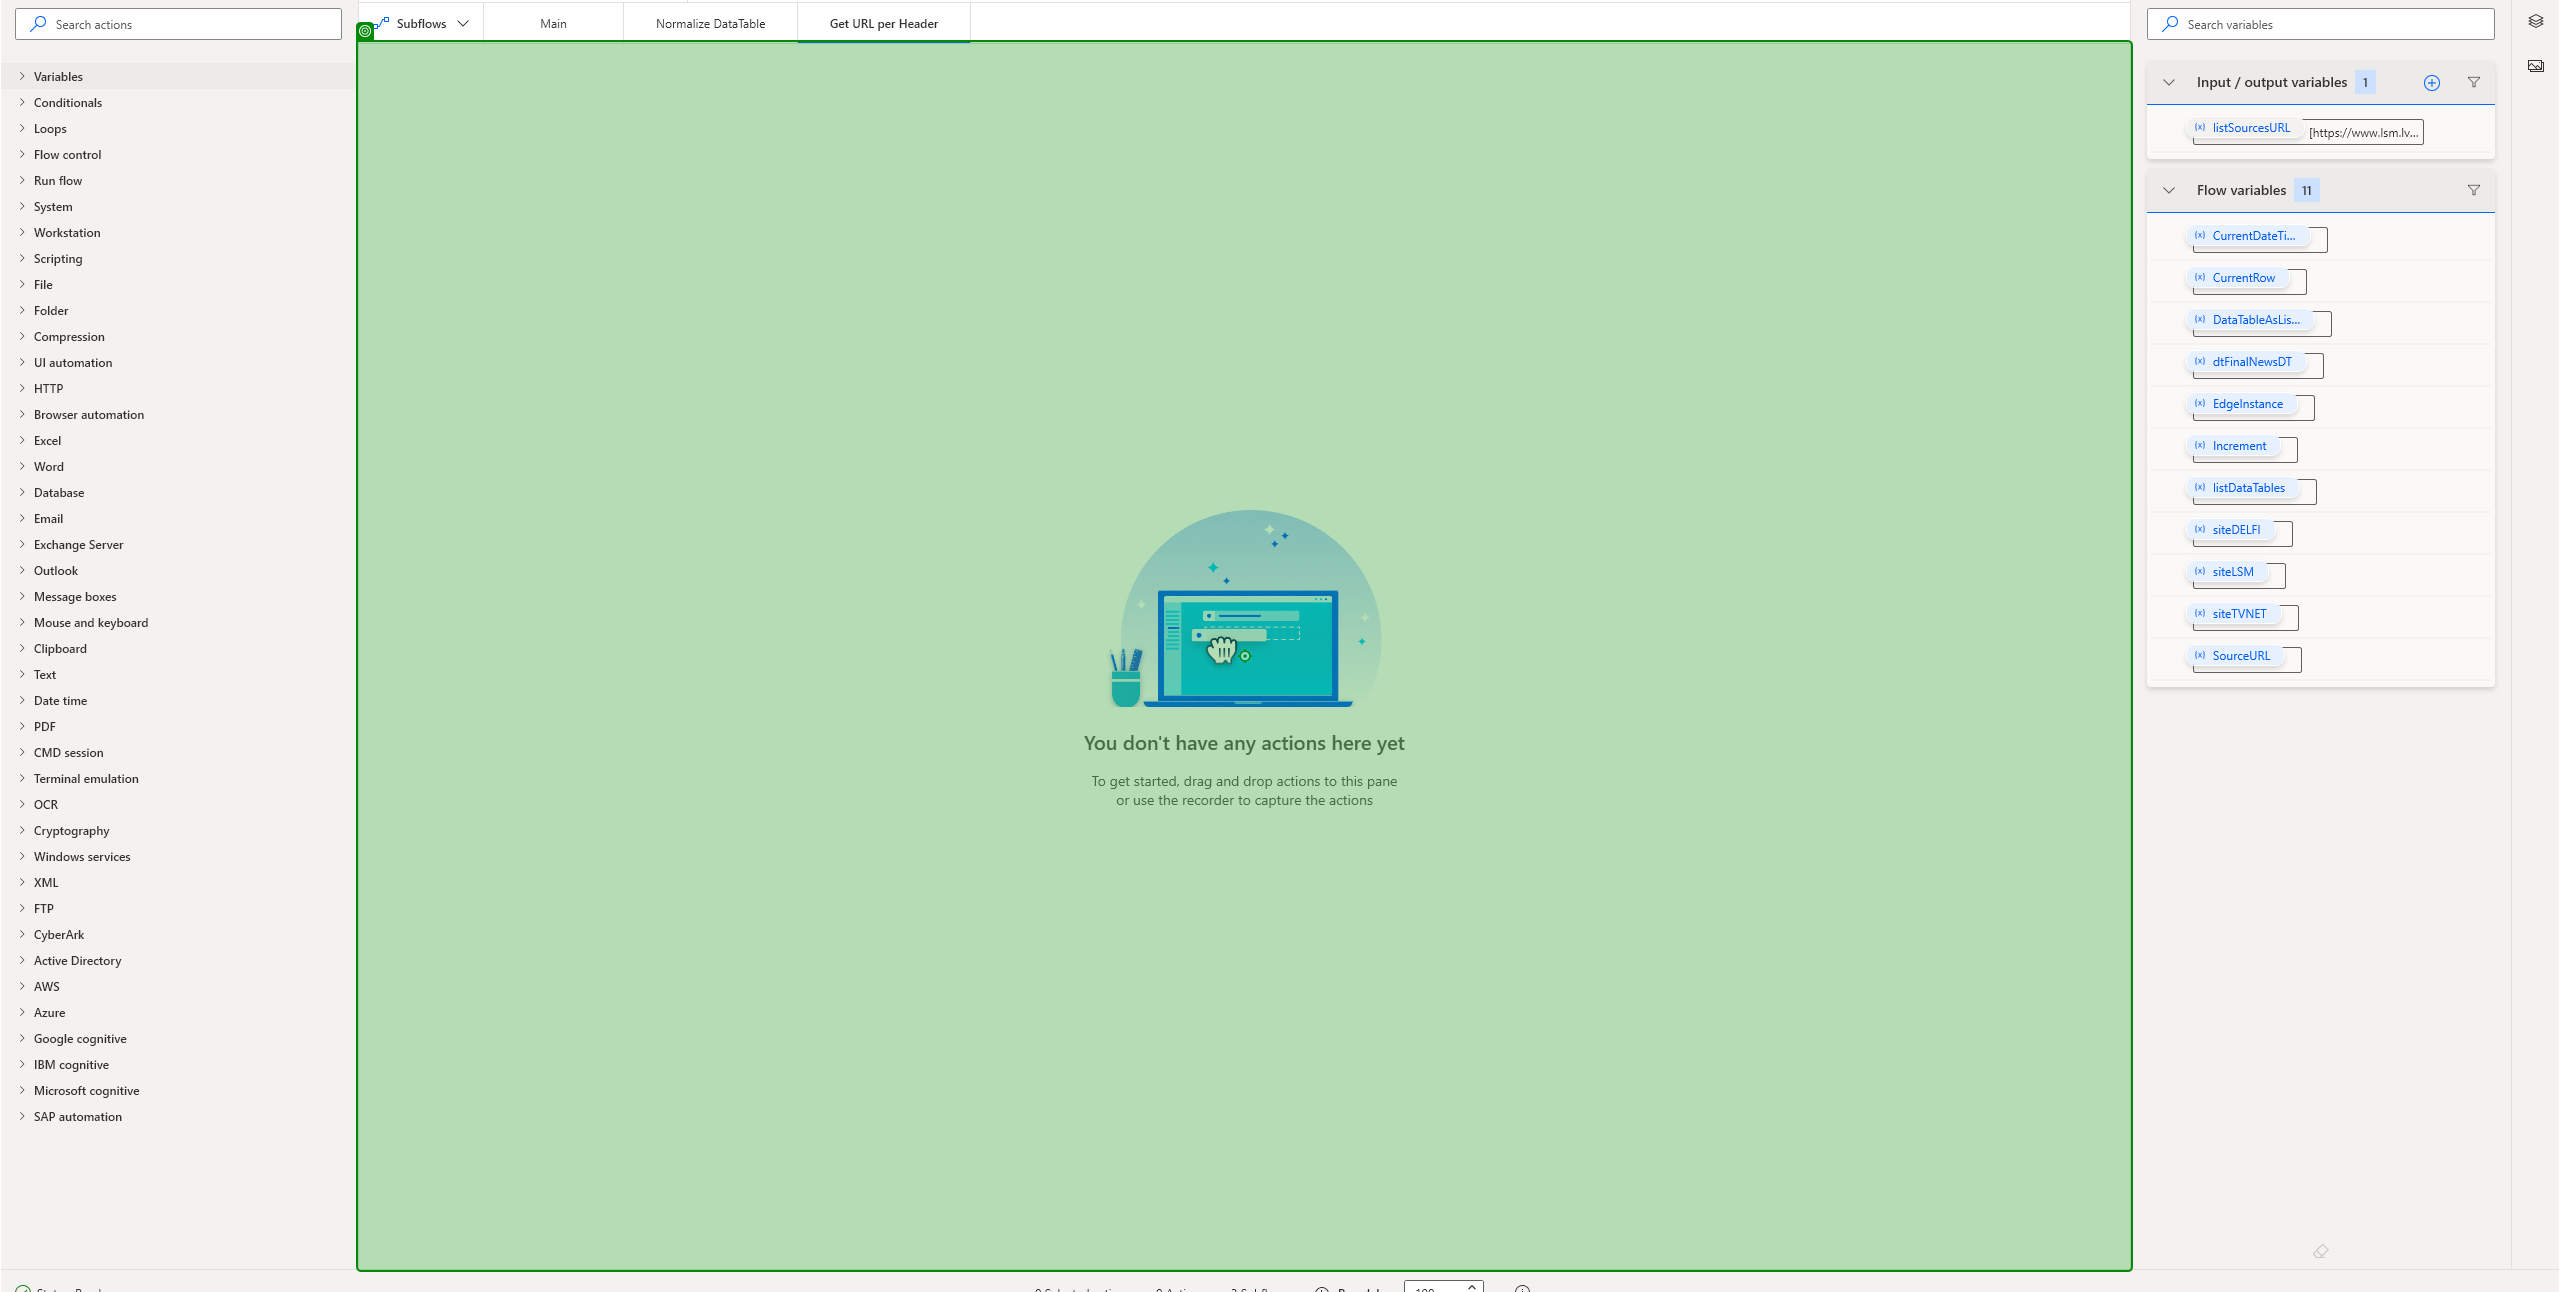 Search actions
Variables
Conditionals
Loops
Flow control
Run flow
System
Workstation
Scripting
File
Folder
Compression
UI automation
HTTP
Browser automation
Excel
Word
Database
Email
Exchange Server
Outlook
Message boxes
Mouse and keyboard
Clipboard
Text
Date time
PDF
CMD session
Terminal emulation
OCR
Cryptography
Windows services
XML
FTP
CyberArk
Active Directory
AWS
Azure
Google cognitive
IBM cognitive
Microsoft cognitive
SAP automation
Subflows
Main
Normalize DataTable
Get URL per Header
You don't have any actions here yet
To get started, drag and drop actions to this pane
or use the recorder to capture the actions
Search variables
Input / output variables 1
(x) listSourcesURL [https://www.lsm.lv...
Flow variables 11
(x) CurrentDateTi...
(x) CurrentRow
(x) DataTableAsLis...
(x) dtFinalNewsDT
(x) EdgeInstance
(x) Increment
(x) listDataTables
(x) siteDELFI
(x) siteLSM
(x) siteTVNET
(x) SourceURL